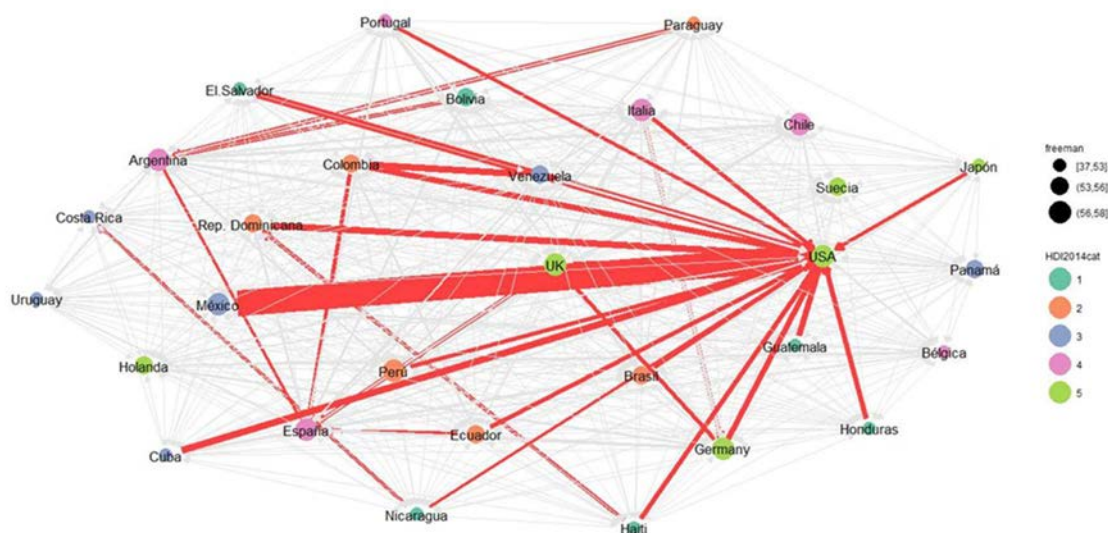 Portugal
Paraguay
El.Salvador
Bolivia
Italia
Chile
Argentina
Colombia
Venezuela
Japón
Suecia
Costa.Rica
Rep. Dominicana
USA
UK
Panamá
Uruguay
México
Guatemala
Bélgica
Holanda
Perú
Brasil
España
Ecuador
Honduras
Germany
Cuba
Nicaragua
Haiti
freeman
[37,53]
(53,56]
(56,58]
HDI2014cat
1
2
3
4
5